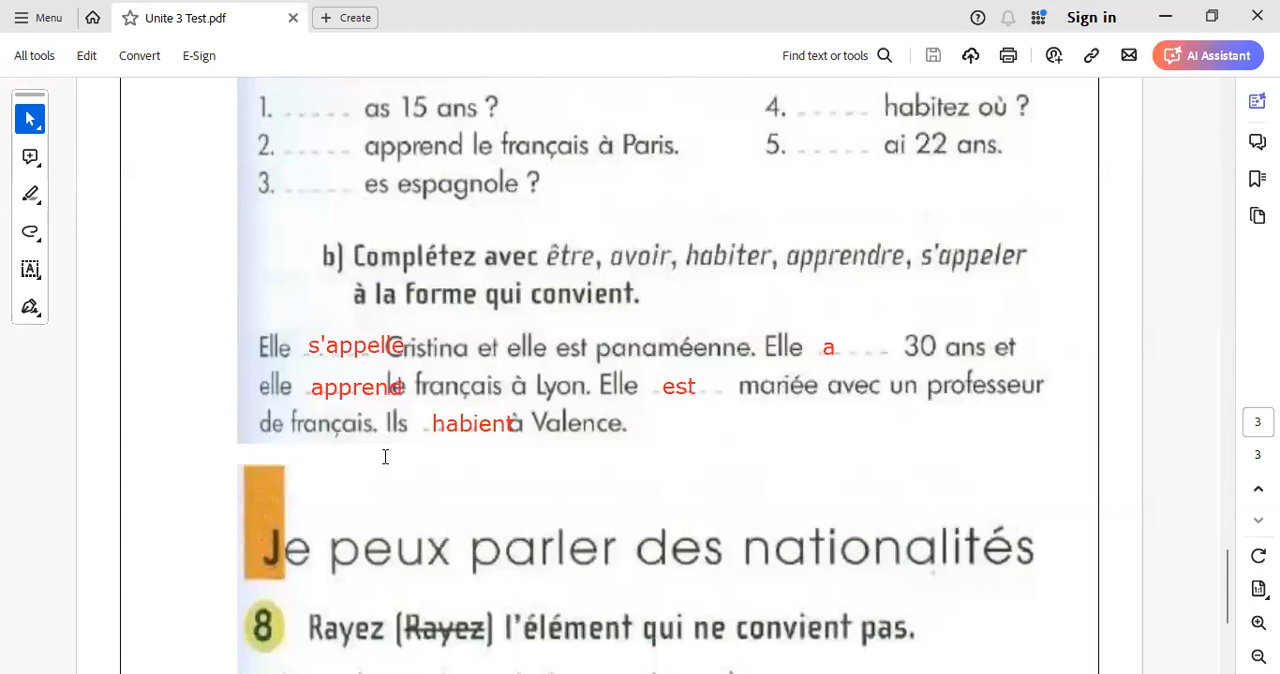 Menu Unite 3 Test.pdf Create Sign in
All tools Edit Convert E-Sign Find text or tools AI Assistant
1. ..... as 15 ans ? 4. ..... habitez où ?
2. ..... apprend le français à Paris. 5. ..... ai 22 ans.
3. ..... es espagnole ?
b) Complétez avec être, avoir, habiter, apprendre, s'appeler
à la forme qui convient.
Elle s'appelle Cristina et elle est panaméenne. Elle a 30 ans et
elle apprend le français à Lyon. Elle est mariée avec un professeur
de français. Ils habient à Valence.
3
3
Je peux parler des nationalités
8 Rayez (Rayez) l'élément qui ne convient pas.